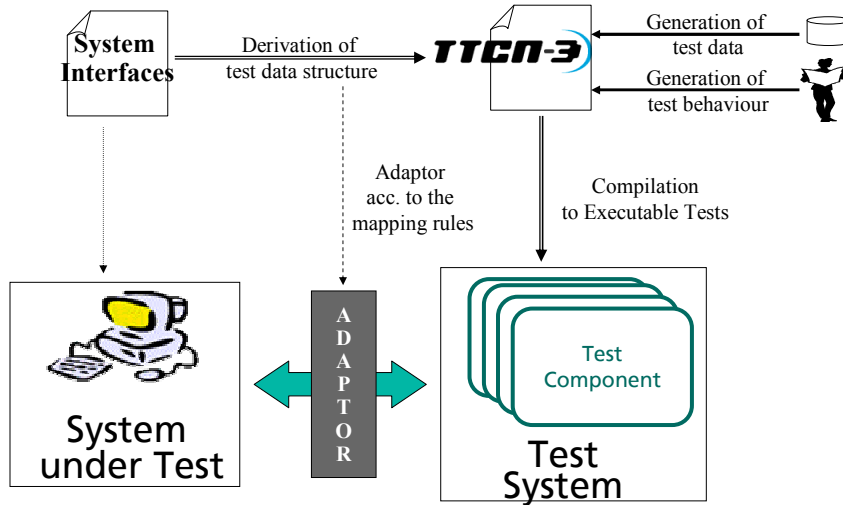 System
Interfaces
Derivation of
test data structure
TTCN-3
Generation of
test data
Generation of
test behaviour
Adaptor
acc. to the
mapping rules
Compilation
to Executable Tests
A
D
A
P
T
O
R
Test
Component
System
under Test
Test
System